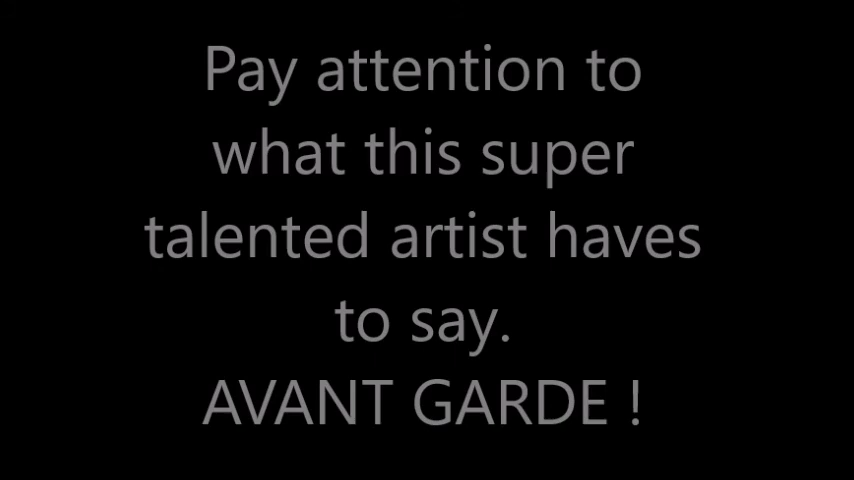 Pay attention to
what this super
talented artist haves
to say.
AVANT GARDE !